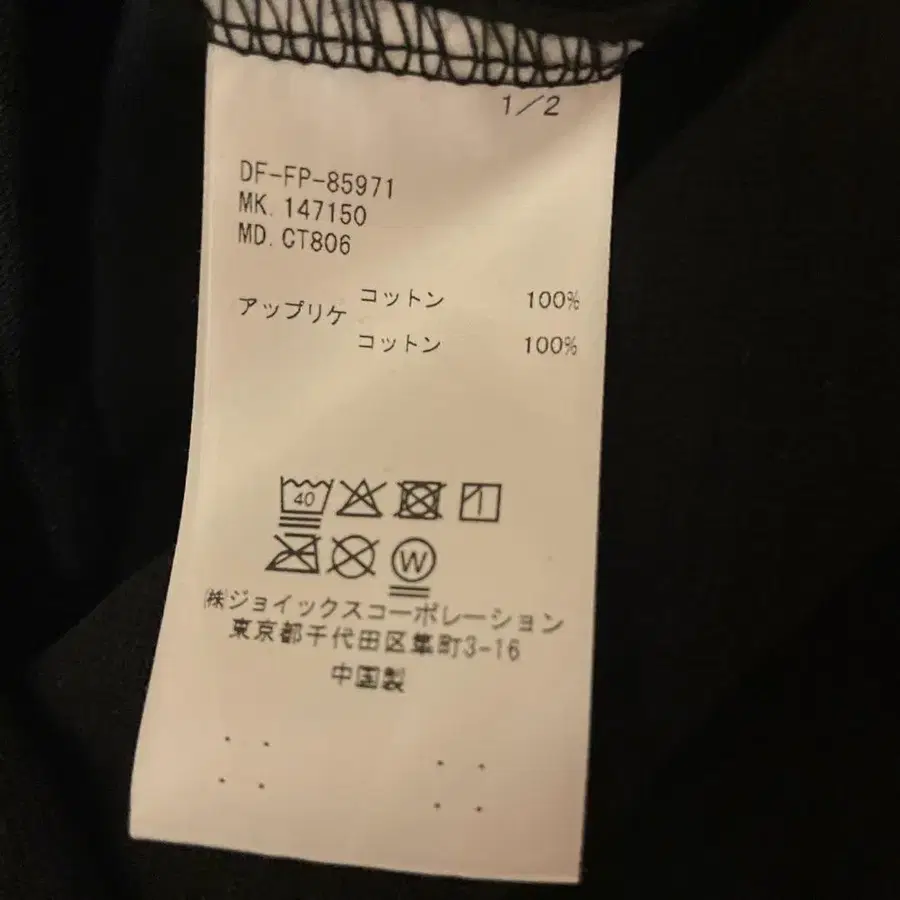 1/2
DF-FP-85971
MK. 147150
MD. CT806
コットン 100%
アップリケ
コットン 100%
40
W
㈱ジョイックスコーポレーション
東京都千代田区隼町3-16
中国製